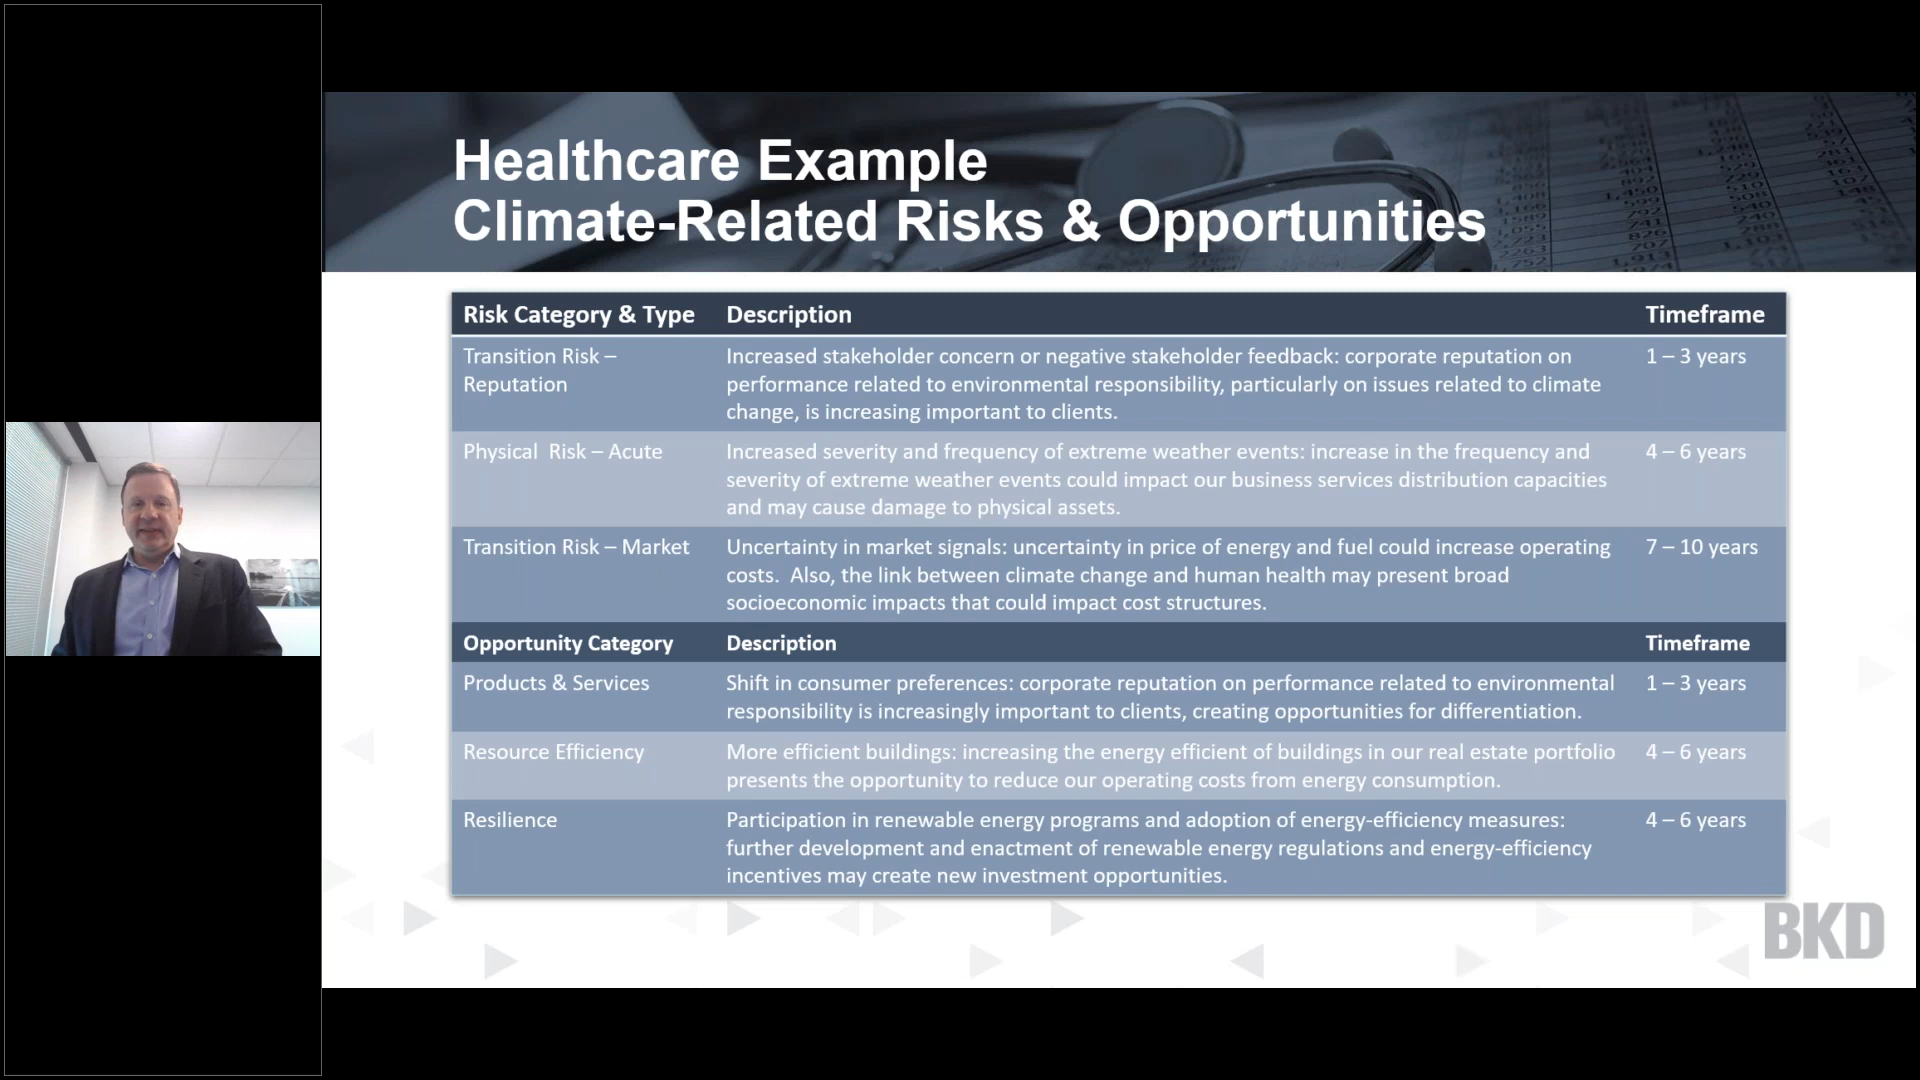 Healthcare Example
Climate-Related Risks & Opportunities
Risk Category & Type Description Timeframe
Transition Risk – Reputation
Increased stakeholder concern or negative stakeholder feedback: corporate reputation on
performance related to environmental responsibility, particularly on issues related to climate
change, is increasing important to clients.
1 – 3 years
Physical Risk – Acute
Increased severity and frequency of extreme weather events: increase in the frequency and
severity of extreme weather events could impact our business services distribution capacities
and may cause damage to physical assets.
4 – 6 years
Transition Risk – Market
Uncertainty in market signals: uncertainty in price of energy and fuel could increase operating
costs. Also, the link between climate change and human health may present broad
socioeconomic impacts that could impact cost structures.
7 – 10 years
Opportunity Category Description Timeframe
Products & Services
Shift in consumer preferences: corporate reputation on performance related to environmental
responsibility is increasingly important to clients, creating opportunities for differentiation.
1 – 3 years
Resource Efficiency
More efficient buildings: increasing the energy efficient of buildings in our real estate portfolio
presents the opportunity to reduce our operating costs from energy consumption.
4 – 6 years
Resilience
Participation in renewable energy programs and adoption of energy-efficiency measures:
further development and enactment of renewable energy regulations and energy-efficiency
incentives may create new investment opportunities.
4 – 6 years
BKD